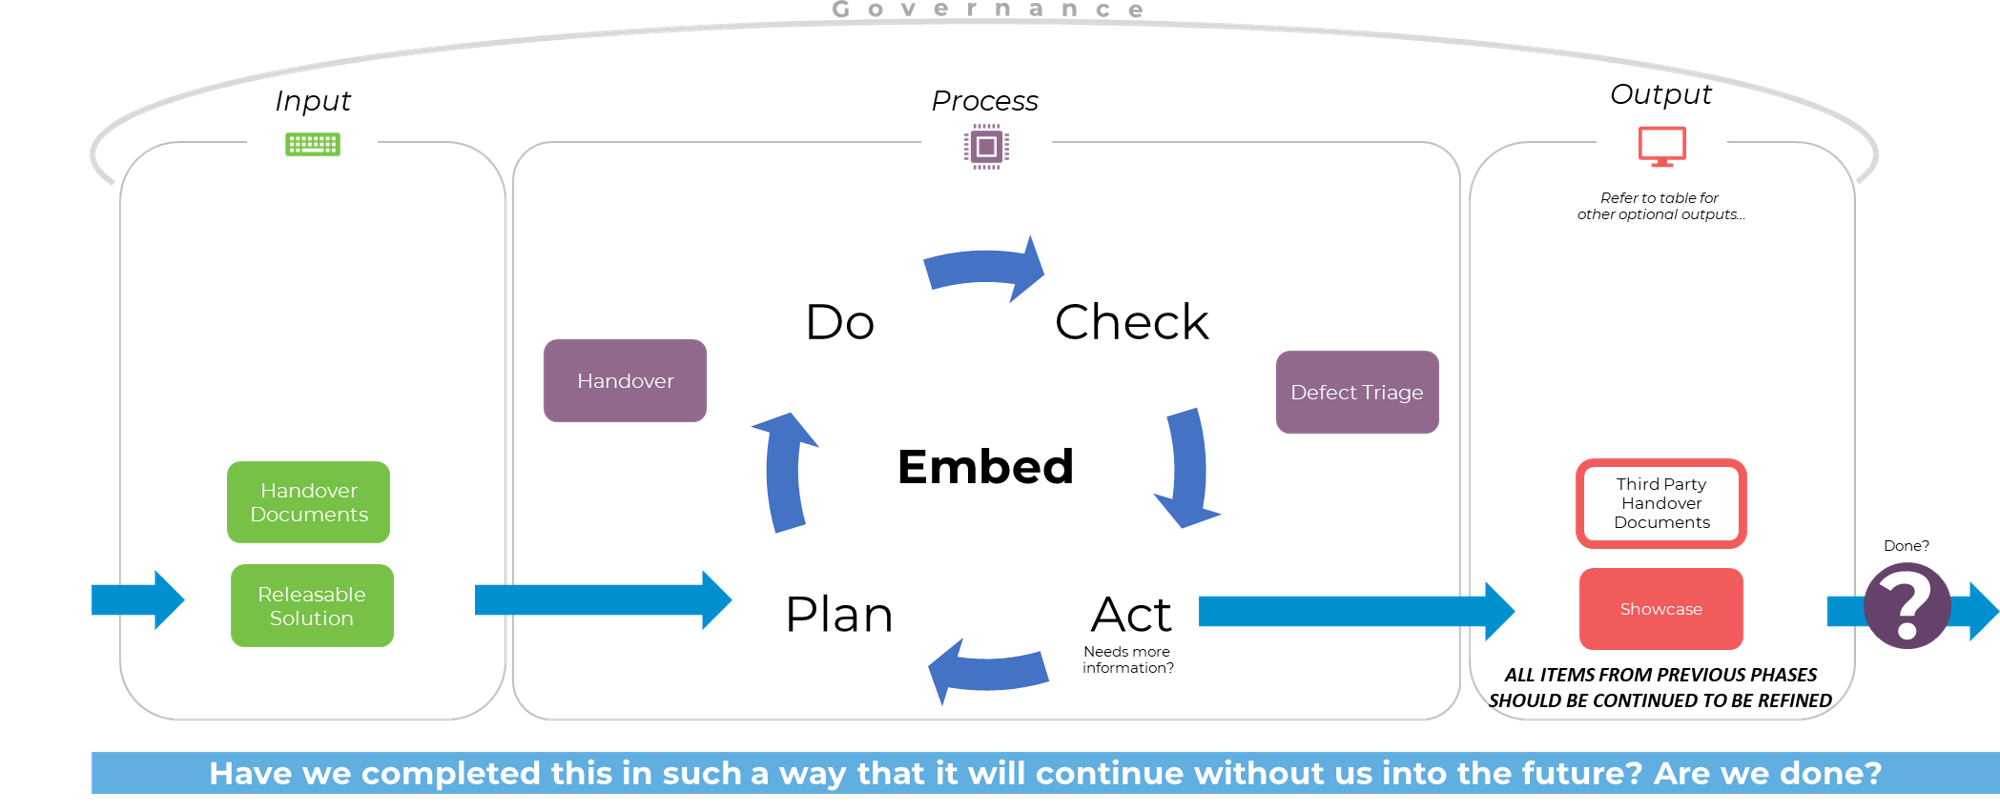 Governance
Input
Process
Output
Refer to table for
other optional outputs...
Do
Check
Handover
Defect Triage
Embed
Handover
Documents
Third Party
Handover
Documents
Done?
Releasable
Solution
Plan
Act
Showcase
?
Needs more
information?
ALL ITEMS FROM PREVIOUS PHASES
SHOULD BE CONTINUED TO BE REFINED
Have we completed this in such a way that it will continue without us into the future? Are we done?